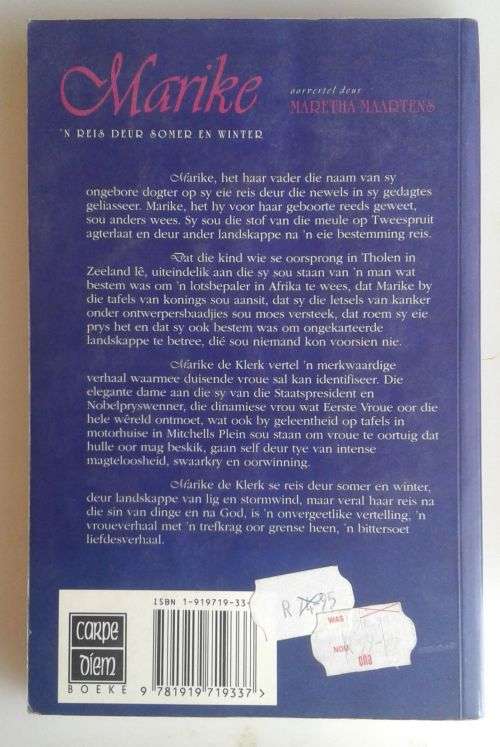 Marike
oorvertel deur
MARETHA MAARTENS
'N REIS DEUR SOMER EN WINTER
Marike, het haar vader die naam van sy
ongebore dogter op sy eie reis deur die newels in sy gedagtes
geliasseer. Marike, het hy voor haar geboorte reeds geweet,
sou anders wees. Sy sou die stof van die meule op Tweespruit
agterlaat en deur ander landskappe na 'n eie bestemming reis.
Dat die kind wie se oorsprong in Tholen in
Zeeland lê, uiteindelik aan die sy sou staan van 'n man wat
bestem was om 'n lotsbepaler in Afrika te wees, dat Marike by
die tafels van konings sou aansit, dat sy die letsels van kanker
onder ontwerpersbaadjies sou moes versteek, dat roem sy eie
prys het en dat sy ook bestem was om ongekarteerde
landskappe te betree, dié sou niemand kon voorsien nie.
Marike de Klerk vertel 'n merkwaardige
verhaal waarmee duisende vroue sal kan identifiseer. Die
elegante dame aan die sy van die Staatspresident en
Nobelpryswenner, die dinamiese vrou wat Eerste Vroue oor die
hele wêreld ontmoet, wat ook by geleentheid op tafels in
motorhuise in Mitchells Plein sou staan om vroue te oortuig dat
hulle oor mag beskik, gaan self deur tye van intense
magteloosheid, swaarkry en oorwinning.
Marike de Klerk se reis deur somer en winter,
deur landskappe van lig en stormwind, maar veral haar reis na
die sin van dinge en na God, is 'n onvergeetlike vertelling, 'n
vroueverhaal met 'n trefkrag oor grense heen, 'n bittersoet
liefdesverhaal.
carpe
diem
BOEKE
ISBN 1-919719-33-
9 781919 719337 >
R
WAS
NOU